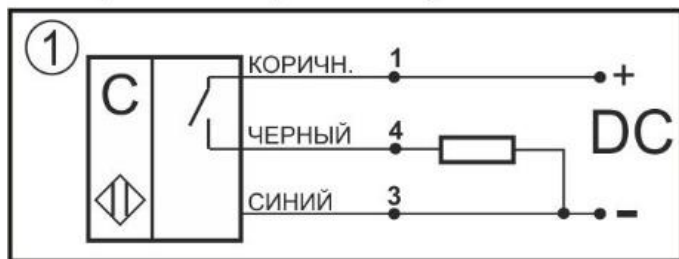 1
C
КОРИЧН. 1 +
ЧЕРНЫЙ 4
DC
СИНИЙ 3 -